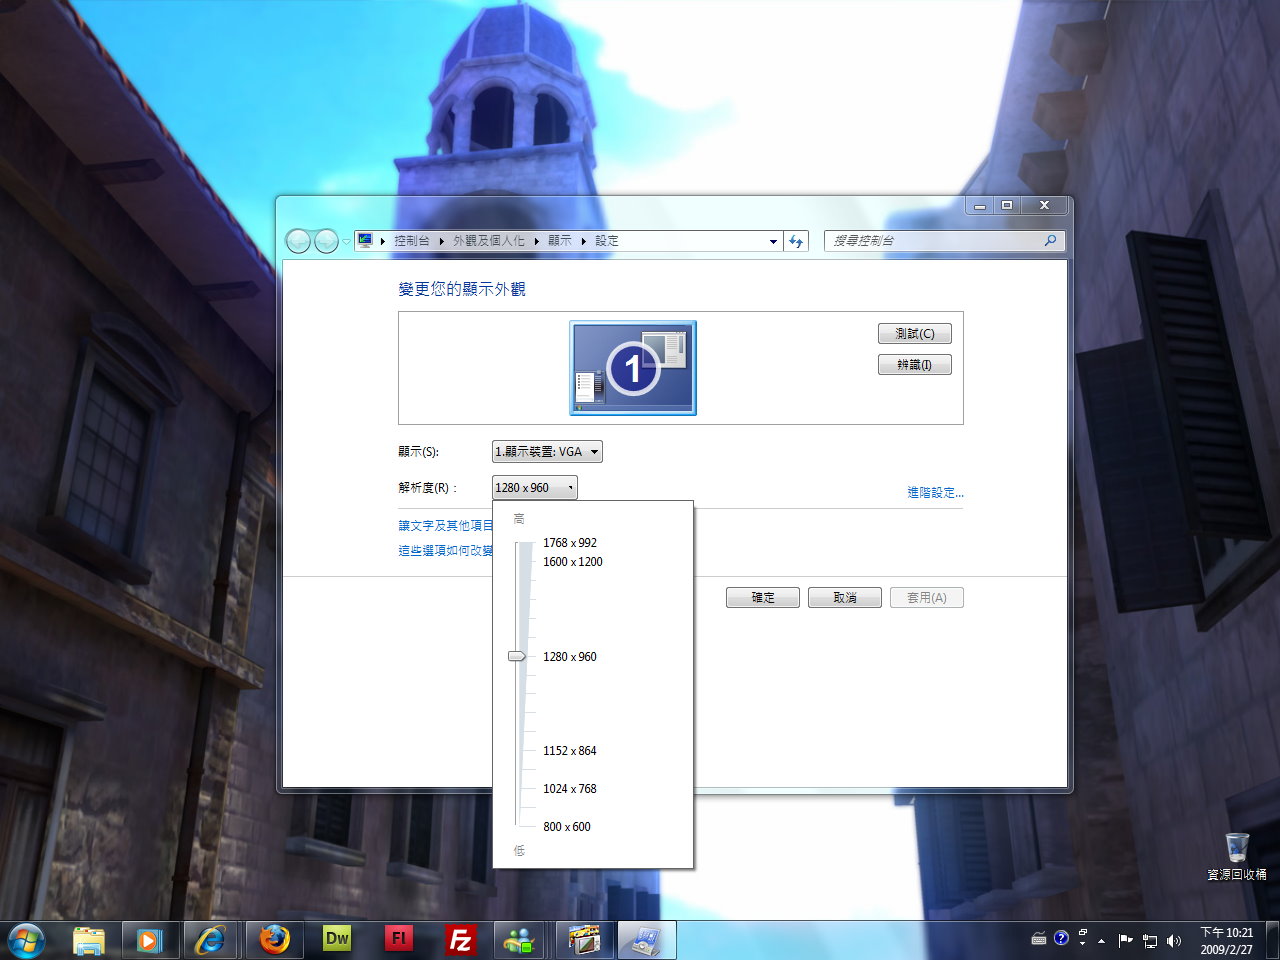 控制台 ▸ 外觀及個人化 ▸ 顯示 ▸ 設定
搜尋控制台
變更您的顯示外觀
1
測試(C)
辨識(I)
顯示(S):
1.顯示裝置: VGA
解析度(R)：
1280 x 960
進階設定...
讓文字及其他項目
這些選項如何改變
高
1768 x 992
1600 x 1200
1280 x 960
1152 x 864
1024 x 768
800 x 600
低
確定
取消
套用(A)
資源回收桶
Dw
Fl
Fz
下午 10:21
2009/2/27